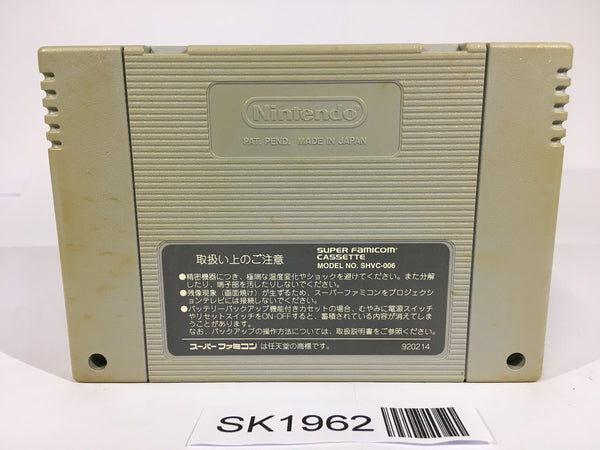 Nintendo
PAT. PEND. MADE IN JAPAN
取扱い上のご注意
SUPER FAMICOM
CASSETTE
MODEL NO. SHVC-006
●精密機器につき、極端な温度変化やショックを避けてください。また分解
したり、端子部を汚したりしないでください。
●残像現象(画面焼け)が生ずるため、スーパーファミコンをプロジェクシ
ョンテレビには接続しないでください。
●バッテリーバックアップ機能付きカセットの場合、むやみに電源スイッチ
やリセットスイッチをON-OFFすると、蓄積されている内容が消えてしま
うことがあります。
なお、バックアップの操作方法については、取扱説明書をご参照ください。
スーパーファミコン は任天堂の商標です。
920214
SK1962